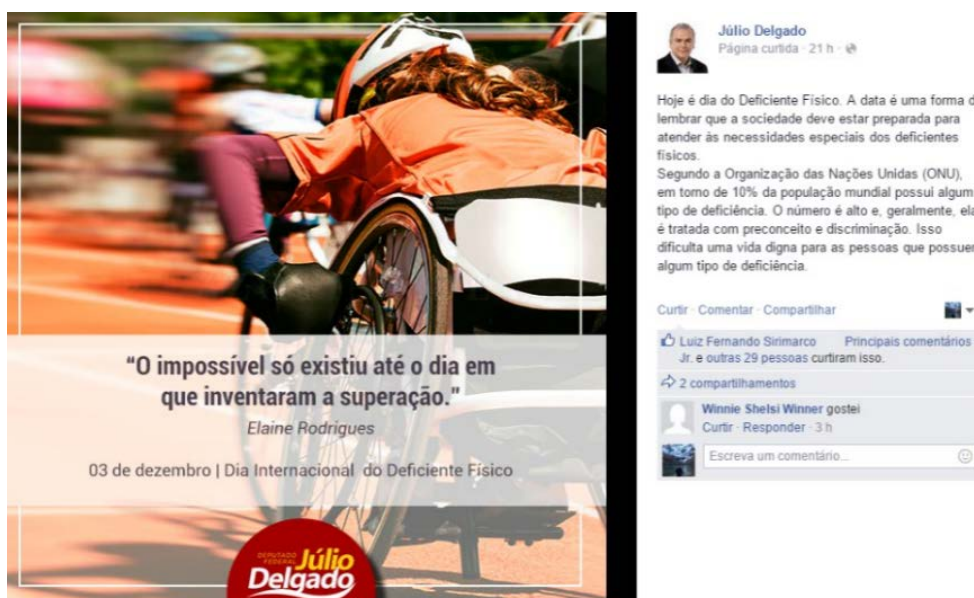 "O impossível só existiu até o dia em
que inventaram a superação."
Elaine Rodrigues
03 de dezembro | Dia Internacional do Deficiente Físico
DEPUTADO
FEDERAL
Júlio
Delgado
Júlio Delgado
Página curtida · 21 h ·
Hoje é dia do Deficiente Físico. A data é uma forma d
lembrar que a sociedade deve estar preparada para
atender às necessidades especiais dos deficientes
físicos.
Segundo a Organização das Nações Unidas (ONU),
em torno de 10% da população mundial possui algum
tipo de deficiência. O número é alto e, geralmente, ela
é tratada com preconceito e discriminação. Isso
dificulta uma vida digna para as pessoas que possuem
algum tipo de deficiência.
Curtir · Comentar · Compartilhar
Luiz Fernando Sirimarco Principais comentários
Jr. e outras 29 pessoas curtiram isso.
2 compartilhamentos
Winnie Shelsi Winner gostei
Curtir · Responder · 3 h
Escreva um comentário...